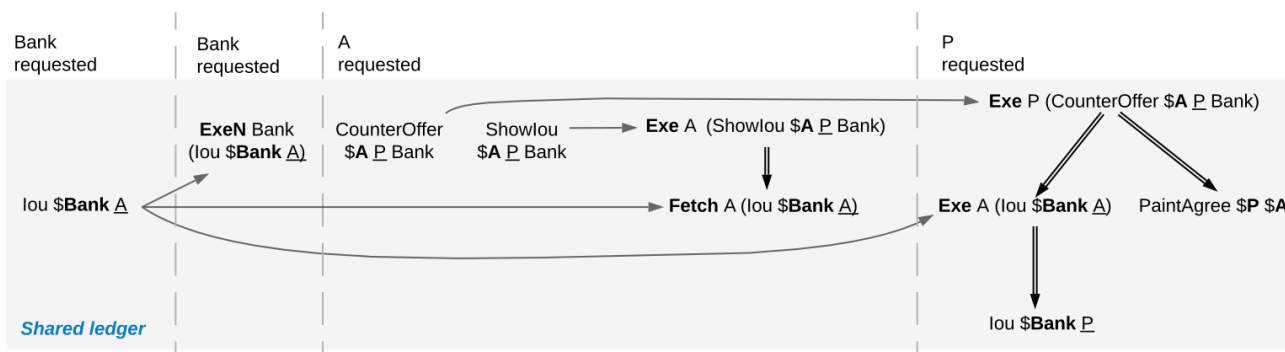 Bank
requested
Bank
requested
A
requested
P
requested
Exe P (CounterOffer $A P Bank)
ExeN Bank
(Iou $Bank A)
CounterOffer
$A P Bank
ShowIou
$A P Bank
Exe A (ShowIou $A P Bank)
Iou $Bank A
Fetch A (Iou $Bank A)
Exe A (Iou $Bank A)
PaintAgree $P $A
Iou $Bank P
Shared ledger